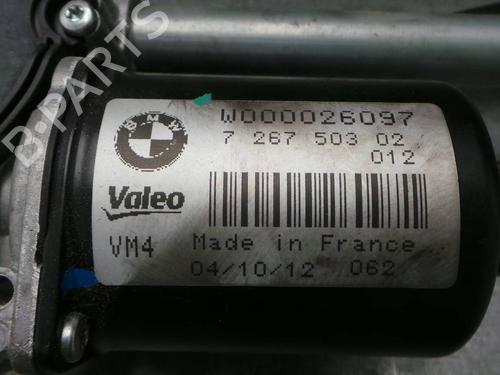 B-PARTS
BMW
W000026097
7 267 503 02
012
Valeo
VM4
Made in France
04/10/12 062